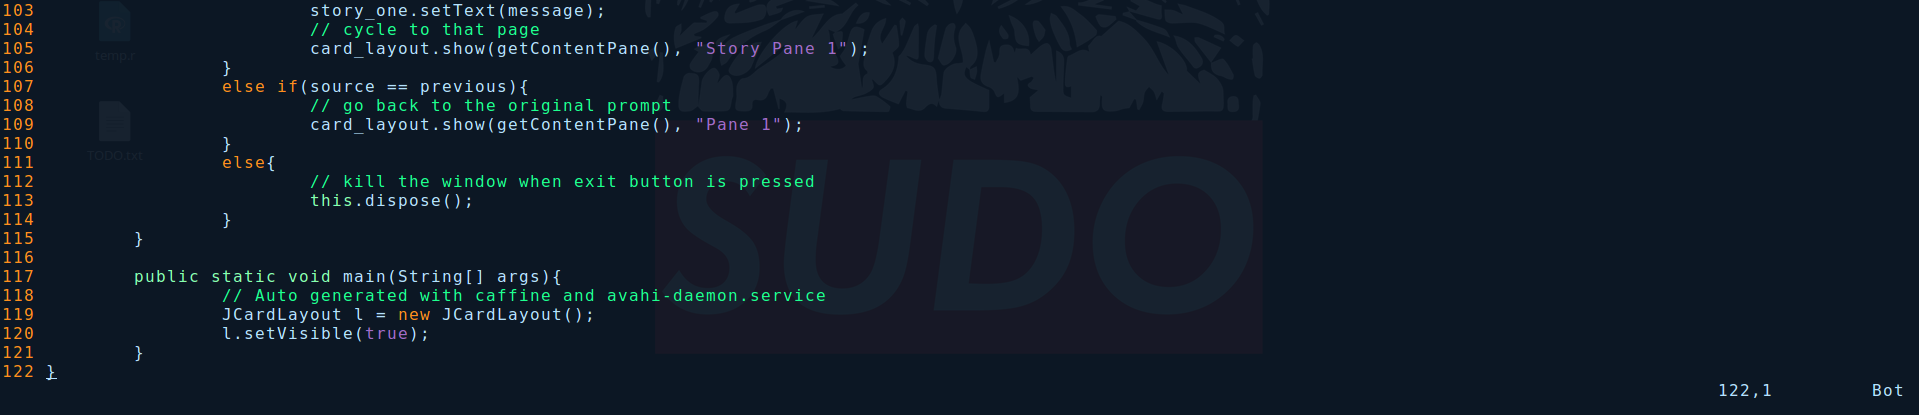 103                         story_one.setText(message);
104                         // cycle to that page
105                         card_layout.show(getContentPane(), "Story Pane 1");
106                 }
107                 else if(source == previous){
108                         // go back to the original prompt
109                         card_layout.show(getContentPane(), "Pane 1");
110                 }
111                 else{
112                         // kill the window when exit button is pressed
113                         this.dispose();
114                 }
115         }
116
117         public static void main(String[] args){
118                 // Auto generated with caffine and avahi-daemon.service
119                 JCardLayout l = new JCardLayout();
120                 l.setVisible(true);
121         }
122 }
122,1         Bot
temp.r
TODO.txt
SUDO